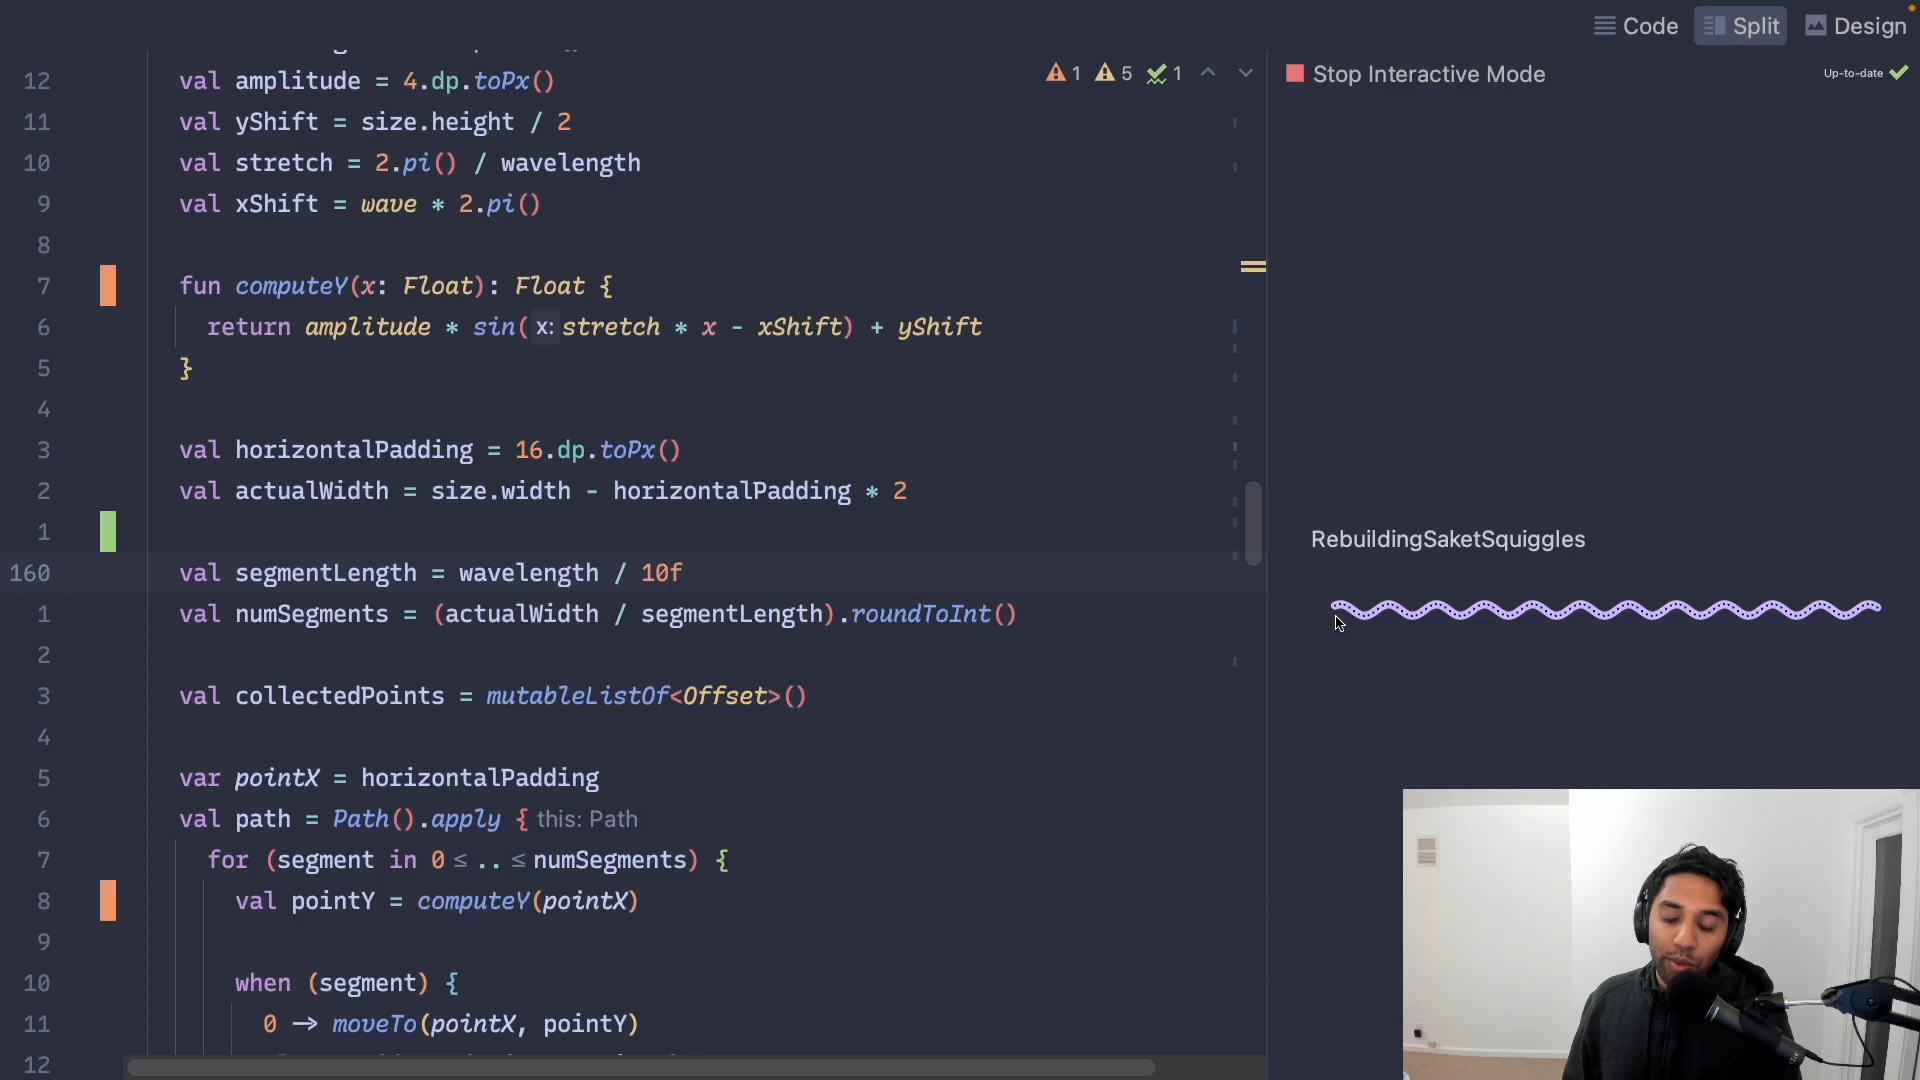 Code Split Design
12 val amplitude = 4.dp.toPx()
1 5 1
Stop Interactive Mode
Up-to-date
11 val yShift = size.height / 2
10 val stretch = 2.pi() / wavelength
9 val xShift = wave * 2.pi()
8
7 fun computeY(x: Float): Float {
6 return amplitude * sin( x: stretch * x - xShift) + yShift
5 }
4
3 val horizontalPadding = 16.dp.toPx()
2 val actualWidth = size.width - horizontalPadding * 2
1
RebuildingSaketSquiggles
160 val segmentLength = wavelength / 10f
1 val numSegments = (actualWidth / segmentLength).roundToInt()
2
3 val collectedPoints = mutableListOf<Offset>()
4
5 var pointX = horizontalPadding
6 val path = Path().apply { this: Path
7 for (segment in 0 ≤ .. ≤ numSegments) {
8 val pointY = computeY(pointX)
9
10 when (segment) {
11 0 -> moveTo(pointX, pointY)
12